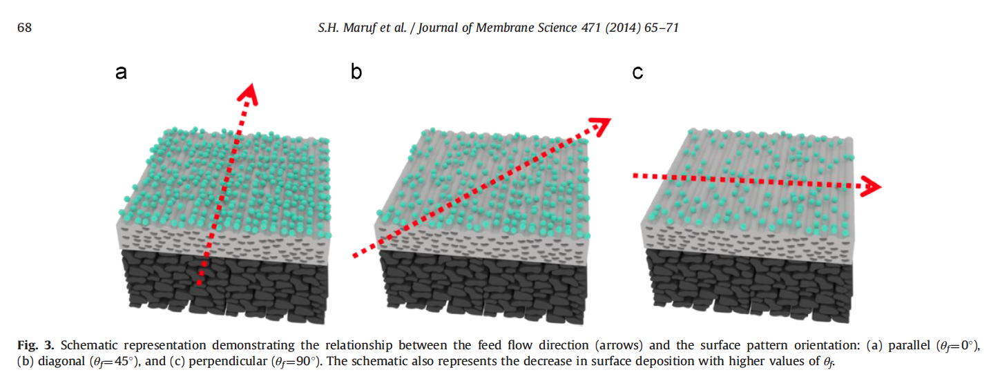 68
S.H. Maruf et al. / Journal of Membrane Science 471 (2014) 65–71
a
b
c
Fig. 3. Schematic representation demonstrating the relationship between the feed flow direction (arrows) and the surface pattern orientation: (a) parallel (θf=0°),
(b) diagonal (θf=45°), and (c) perpendicular (θf=90°). The schematic also represents the decrease in surface deposition with higher values of θf.